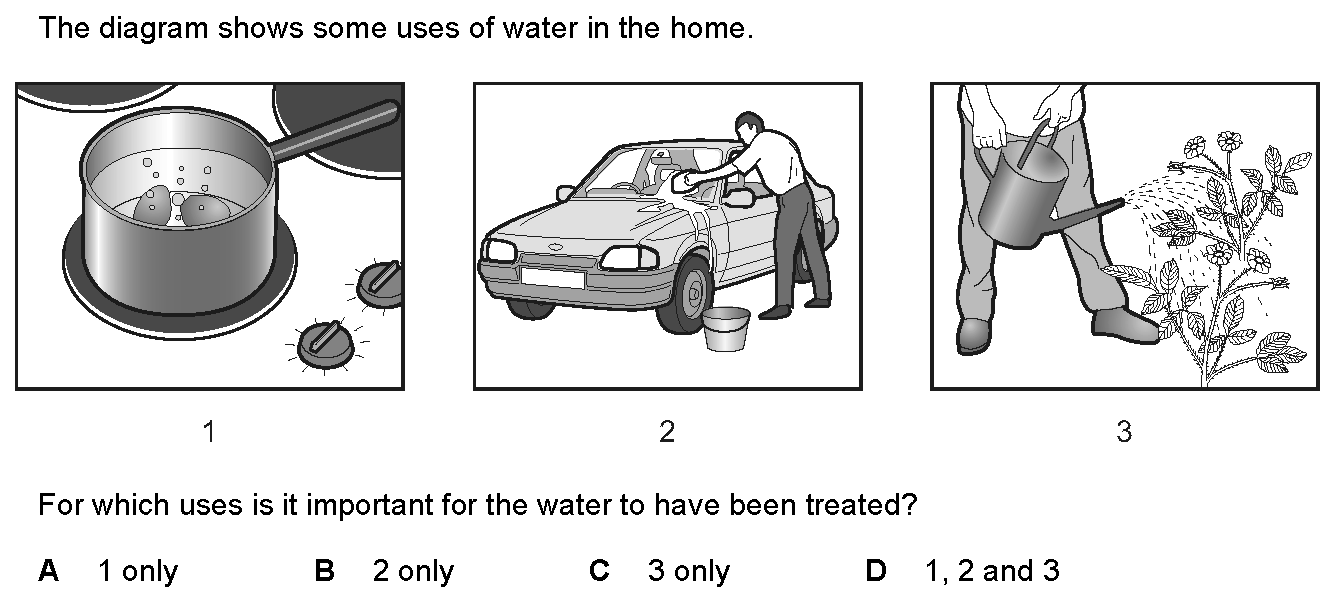 The diagram shows some uses of water in the home.
1 2 3
For which uses is it important for the water to have been treated?
A 1 only B 2 only C 3 only D 1, 2 and 3